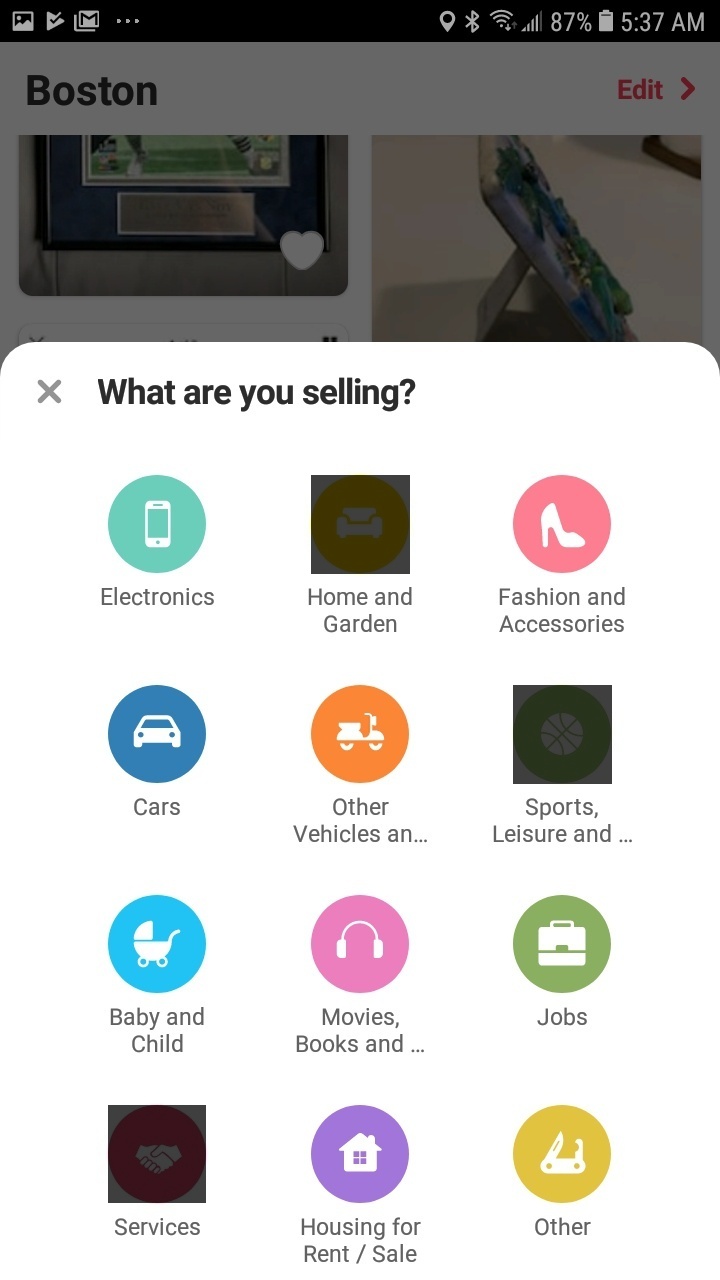 87% 5:37 AM
Boston
Edit
What are you selling?
Electronics
Home and
Garden
Fashion and
Accessories
Cars
Other
Vehicles an...
Sports,
Leisure and ...
Baby and
Child
Movies,
Books and ...
Jobs
Services
Housing for
Rent / Sale
Other